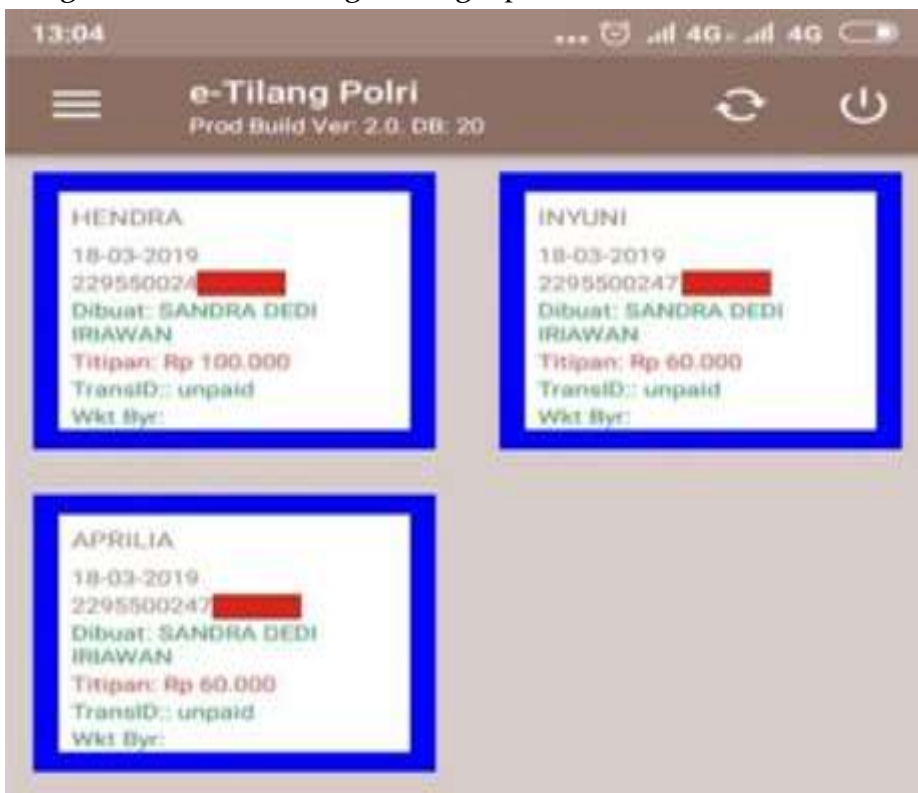 13:04
... 4G 4G
e-Tilang Polri
Prod Build Ver: 2.0. DB: 20
HENDRA
18-03-2019
229550024
Dibuat: SANDRA DEDI
IRIAWAN
Titipan: Rp 100.000
TransID:: unpaid
Wkt Byr:
INYUNI
18-03-2019
2295500247
Dibuat: SANDRA DEDI
IRIAWAN
Titipan: Rp 60.000
TransID:: unpaid
Wkt Byr:
APRILIA
18-03-2019
2295500247
Dibuat: SANDRA DEDI
IRIAWAN
Titipan: Rp 60.000
TransID:: unpaid
Wkt Byr: